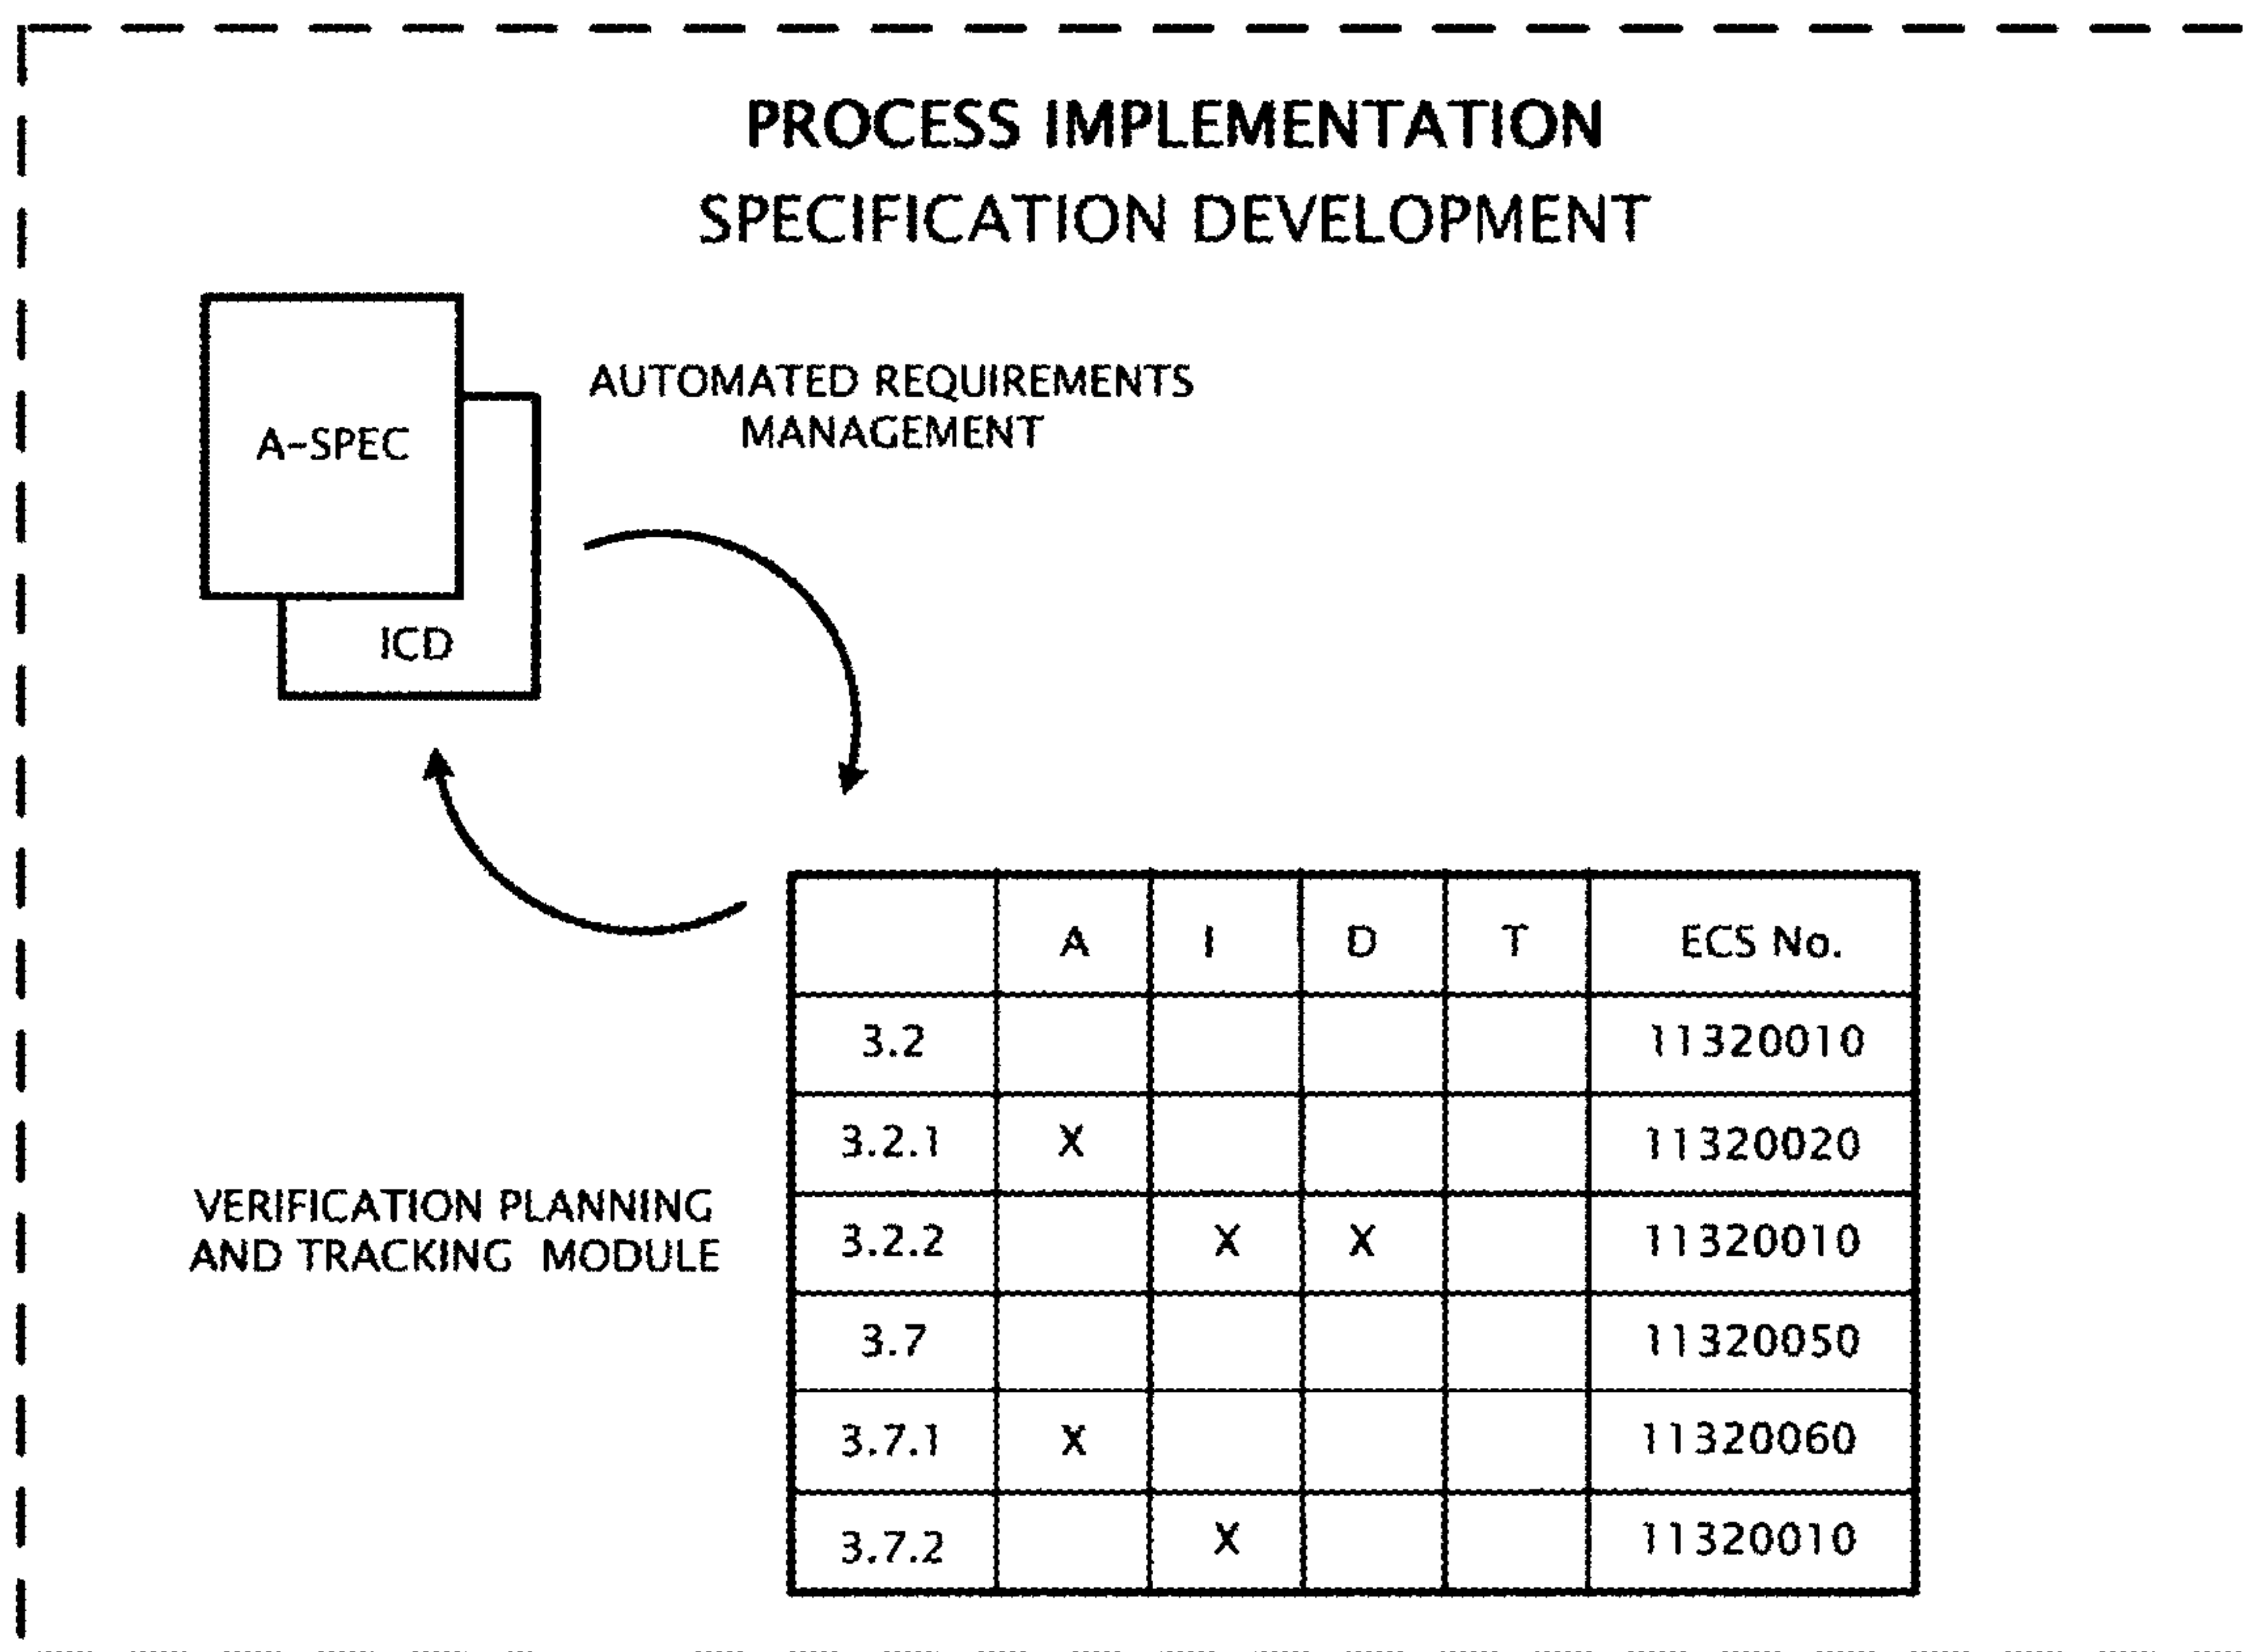 PROCESS IMPLEMENTATION
SPECIFICATION DEVELOPMENT
A-SPEC
ICD
AUTOMATED REQUIREMENTS
MANAGEMENT
VERIFICATION PLANNING
AND TRACKING MODULE
A I D T ECS No.
3.2 11320010
3.2.1 X 11320020
3.2.2 X X 11320010
3.7 11320050
3.7.1 X 11320060
3.7.2 X 11320010